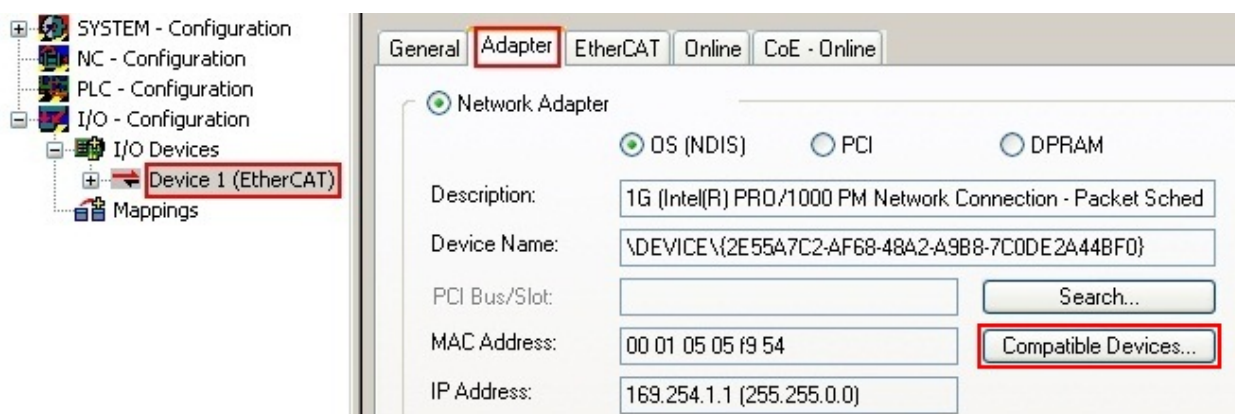 SYSTEM - Configuration
NC - Configuration
PLC - Configuration
I/O - Configuration
I/O Devices
Device 1 (EtherCAT)
Mappings
General Adapter EtherCAT Online CoE - Online
Network Adapter
OS (NDIS) PCI DPRAM
Description: 1G (Intel(R) PRO/1000 PM Network Connection - Packet Sched
Device Name: \DEVICE\{2E55A7C2-AF68-48A2-A9B8-7C0DE2A44BF0}
PCI Bus/Slot: Search...
MAC Address: 00 01 05 05 f9 54 Compatible Devices...
IP Address: 169.254.1.1 (255.255.0.0)